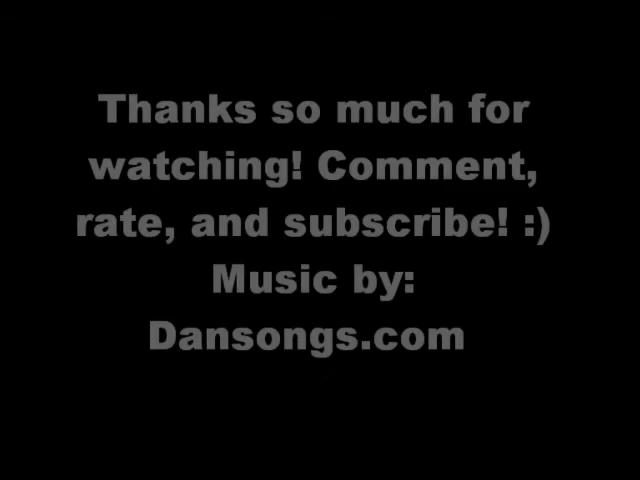 Thanks so much for
watching! Comment,
rate, and subscribe! :)
Music by:
Dansongs.com